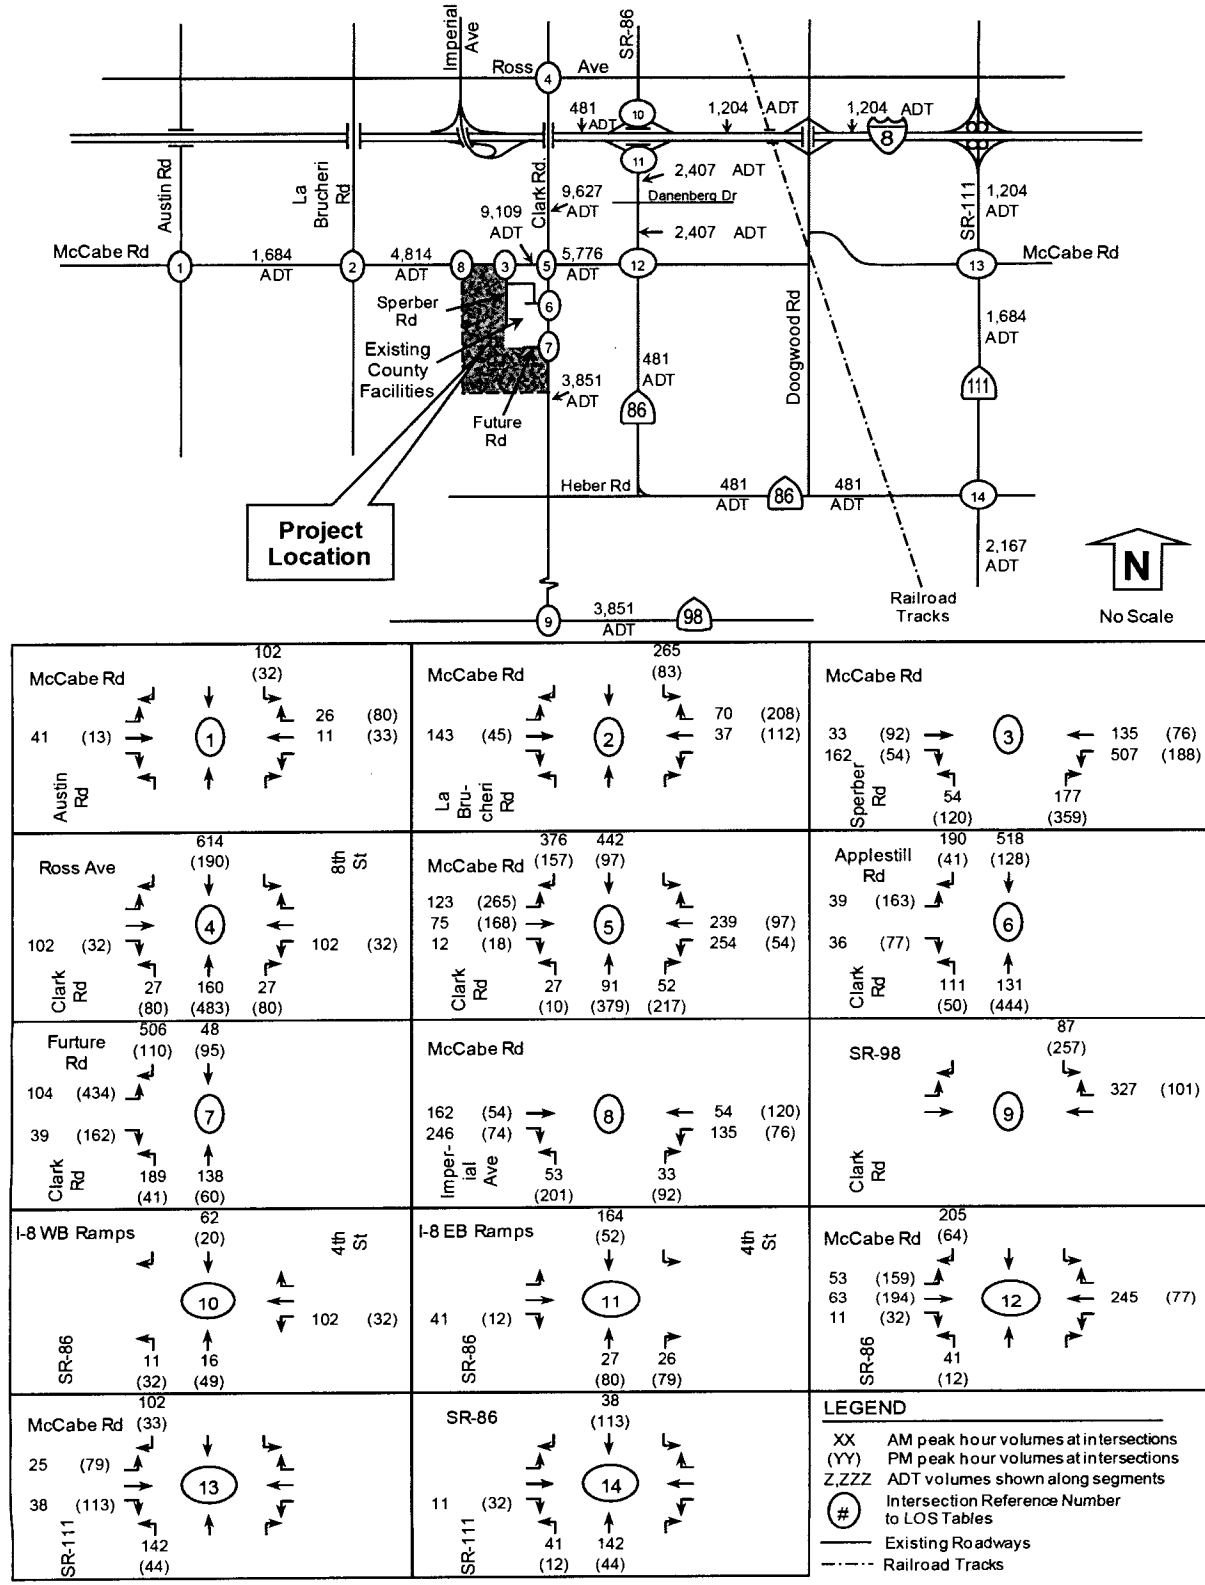 Imperial
Ave
SR-86
Ross Ave
4
481
ADT
10
1,204 ADT
1,204 ADT
8
11
2,407 ADT
Danenberg Dr
Austin Rd
La
Brucheri
Rd
Clark Rd.
9,627
ADT
9,109
ADT
2,407 ADT
SR-111
1,204
ADT
McCabe Rd
1
1,684
ADT
2
4,814
ADT
8
3
5
5,776
ADT
12
13
McCabe Rd
Sperber
Rd
6
Existing
County
Facilities
7
Doogwood Rd
1,684
ADT
481
ADT
3,851
ADT
86
111
Future
Rd
Heber Rd
481
ADT
86
481
ADT
14
Project
Location
2,167
ADT
N
No Scale
Railroad
Tracks
9
3,851
ADT
98
McCabe Rd
102
(32)
26 (80)
41 (13)
1
11 (33)
Austin
Rd
McCabe Rd
265
(83)
70 (208)
143 (45)
2
37 (112)
La
Bru-
cheri
Rd
McCabe Rd
33 (92)
3
135 (76)
162 (54)
507 (188)
Sperber
Rd
54
(120)
177
(359)
Ross Ave
614
(190)
8th
St
4
102 (32)
102 (32)
Clark
Rd
27
(80)
160
(483)
27
(80)
McCabe Rd
376
(157)
442
(97)
123 (265)
75 (168)
5
239 (97)
12 (18)
254 (54)
Clark
Rd
27
(10)
91
(379)
52
(217)
Applestill
Rd
190
(41)
518
(128)
39 (163)
6
36 (77)
Clark
Rd
111
(50)
131
(444)
Furture
Rd
506
(110)
48
(95)
104 (434)
7
39 (162)
Clark
Rd
189
(41)
138
(60)
McCabe Rd
162 (54)
8
54 (120)
246 (74)
135 (76)
Imper-
ial
Ave
53
(201)
33
(92)
SR-98
87
(257)
327 (101)
9
Clark
Rd
I-8 WB Ramps
62
(20)
4th
St
10
102 (32)
SR-86
11
(32)
16
(49)
I-8 EB Ramps
164
(52)
4th
St
11
41 (12)
SR-86
27
(80)
26
(79)
McCabe Rd
205
(64)
53 (159)
63 (194)
12
245 (77)
11 (32)
SR-86
41
(12)
McCabe Rd
102
(33)
25 (79)
13
38 (113)
SR-111
142
(44)
SR-86
38
(113)
14
11 (32)
SR-111
41
(12)
142
(44)
LEGEND
XX AM peak hour volumes at intersections
(YY) PM peak hour volumes at intersections
Z,ZZZ ADT volumes shown along segments
# Intersection Reference Number
to LOS Tables
Existing Roadways
Railroad Tracks